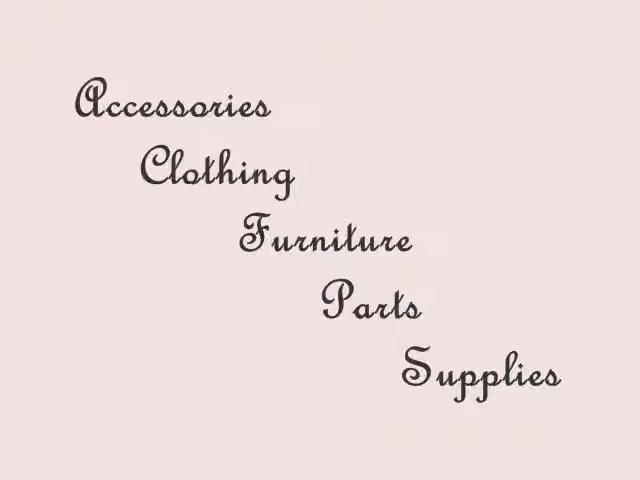 Accessories
Clothing
Furniture
Parts
Supplies